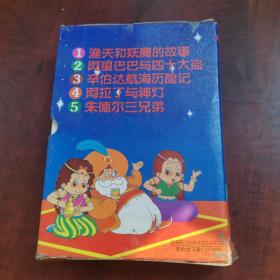 1 渔夫和妖魔的故事
2 阿里巴巴与四十大盗
3 辛伯达航海历险记
4 阿拉丁与神灯
5 朱德尔三兄弟